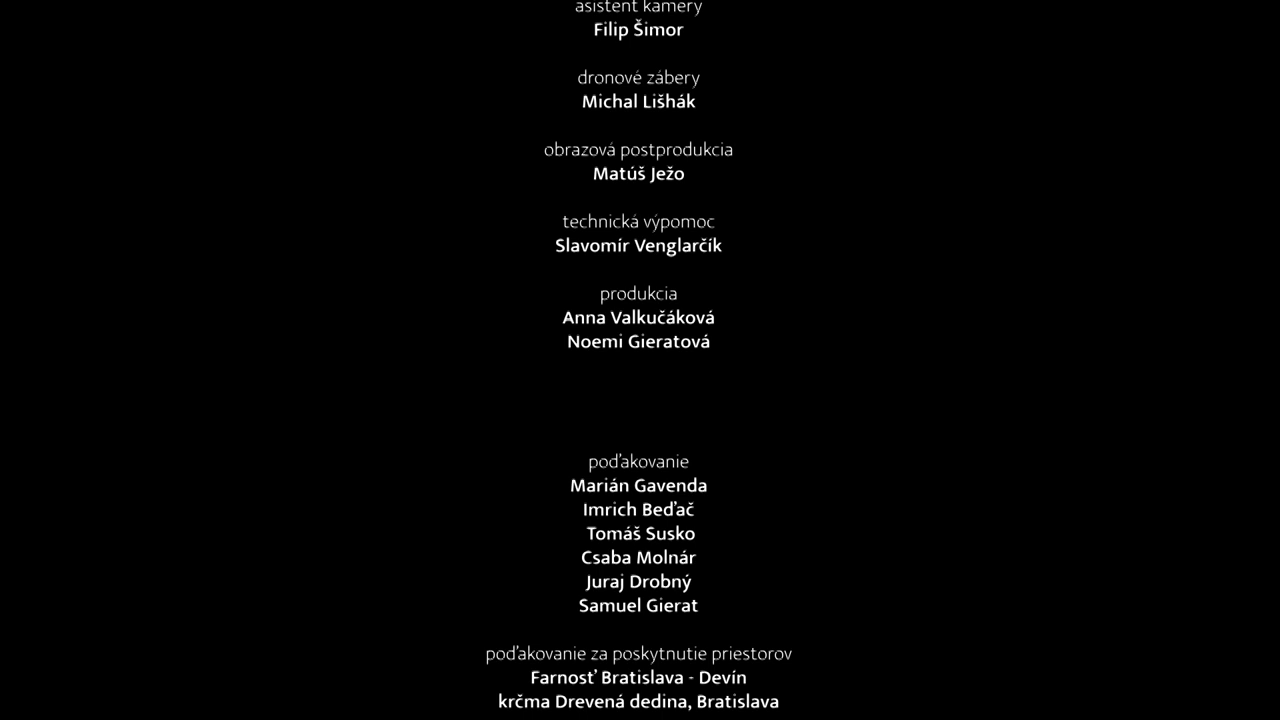 asistent kamery
Filip Šimor
dronové zábery
Michal Lišhák
obrazová postprodukcia
Matúš Ježo
technická výpomoc
Slavomír Venglarčík
produkcia
Anna Valkučáková
Noemi Gieratová
poďakovanie
Marián Gavenda
Imrich Beďač
Tomáš Susko
Csaba Molnár
Juraj Drobný
Samuel Gierat
poďakovanie za poskytnutie priestorov
Farnosť Bratislava - Devín
krčma Drevená dedina, Bratislava